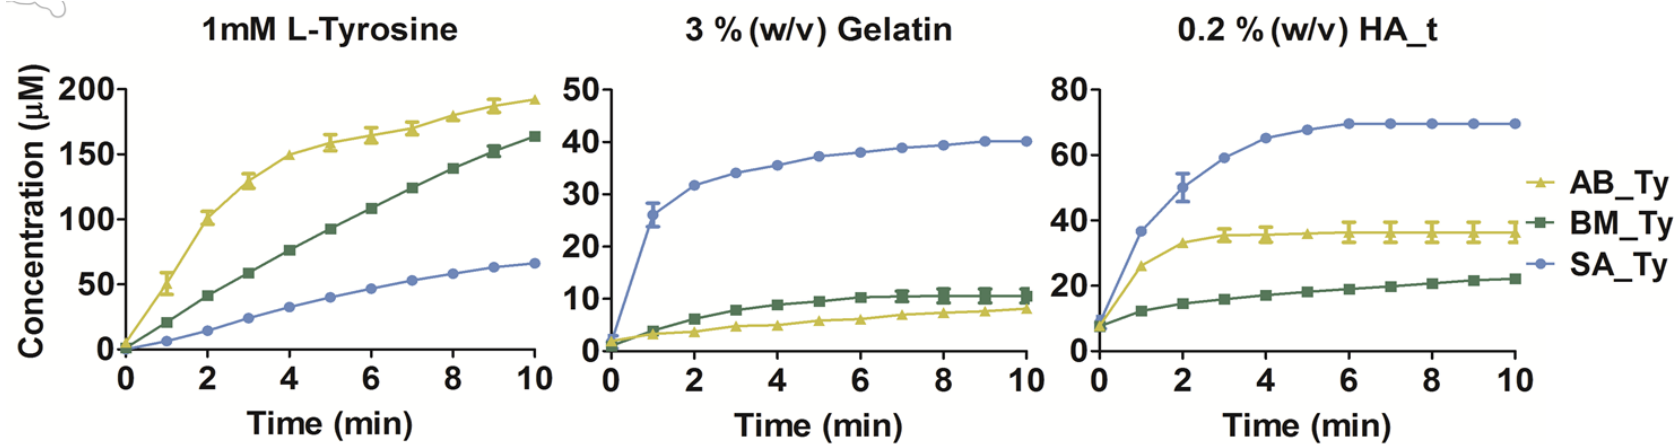 1mM L-Tyrosine
3 % (w/v) Gelatin
0.2 % (w/v) HA_t
Concentration (µM)
200
150
100
50
0
0 2 4 6 8 10
Time (min)
50
40
30
20
10
0
0 2 4 6 8 10
Time (min)
80
60
40
20
0
0 2 4 6 8 10
Time (min)
AB_Ty
BM_Ty
SA_Ty